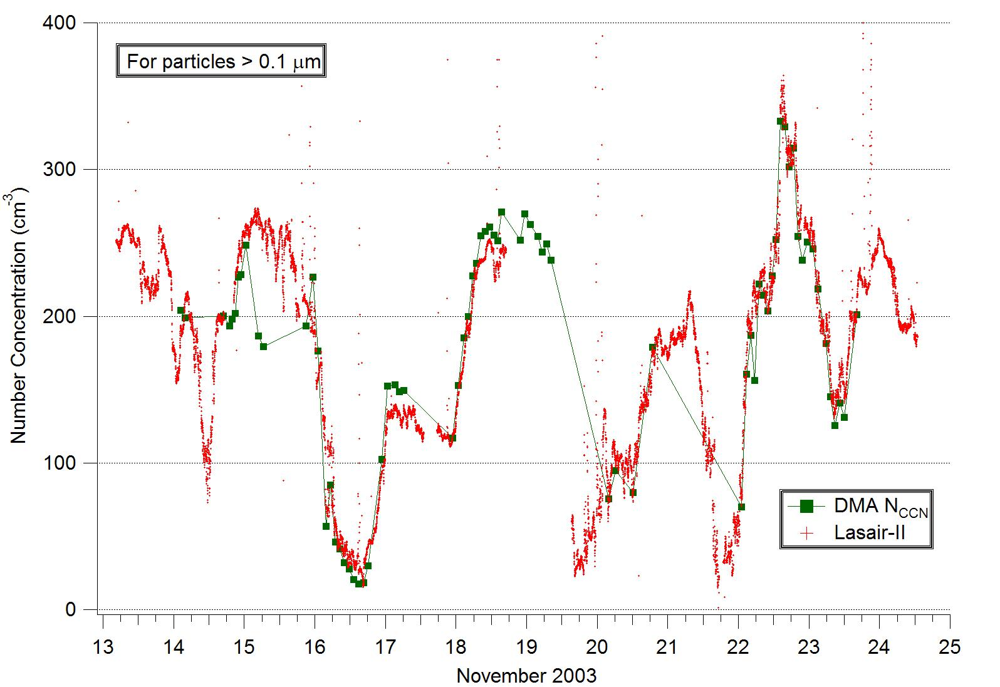 400
For particles > 0.1 μm
300
200
100
0
Number Concentration (cm-3)
DMA NCCN
Lasair-II
13 14 15 16 17 18 19 20 21 22 23 24 25
November 2003